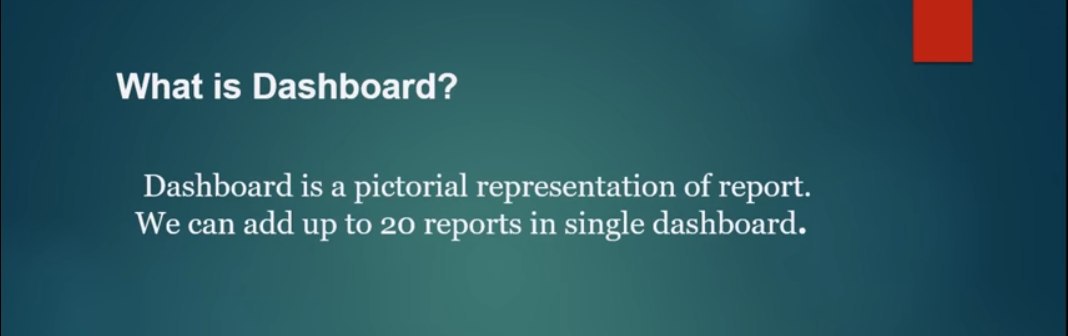 What is Dashboard?
Dashboard is a pictorial representation of report.
We can add up to 20 reports in single dashboard.